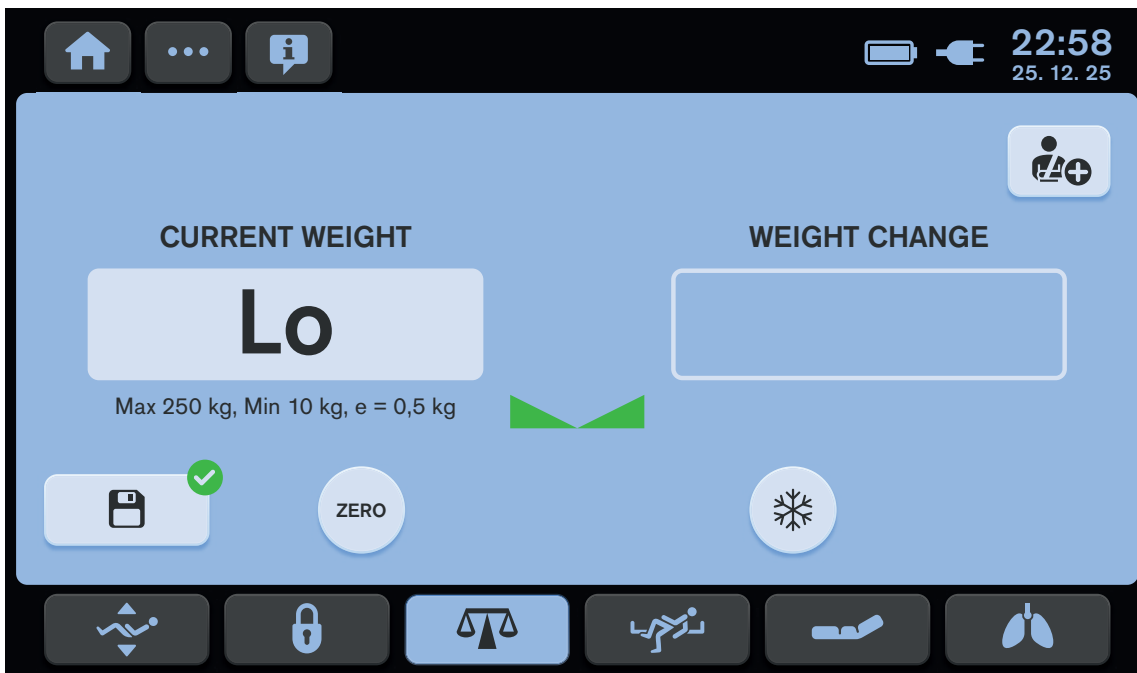 22:58
25. 12. 25
CURRENT WEIGHT
WEIGHT CHANGE
Lo
Max 250 kg, Min 10 kg, e = 0,5 kg
ZERO